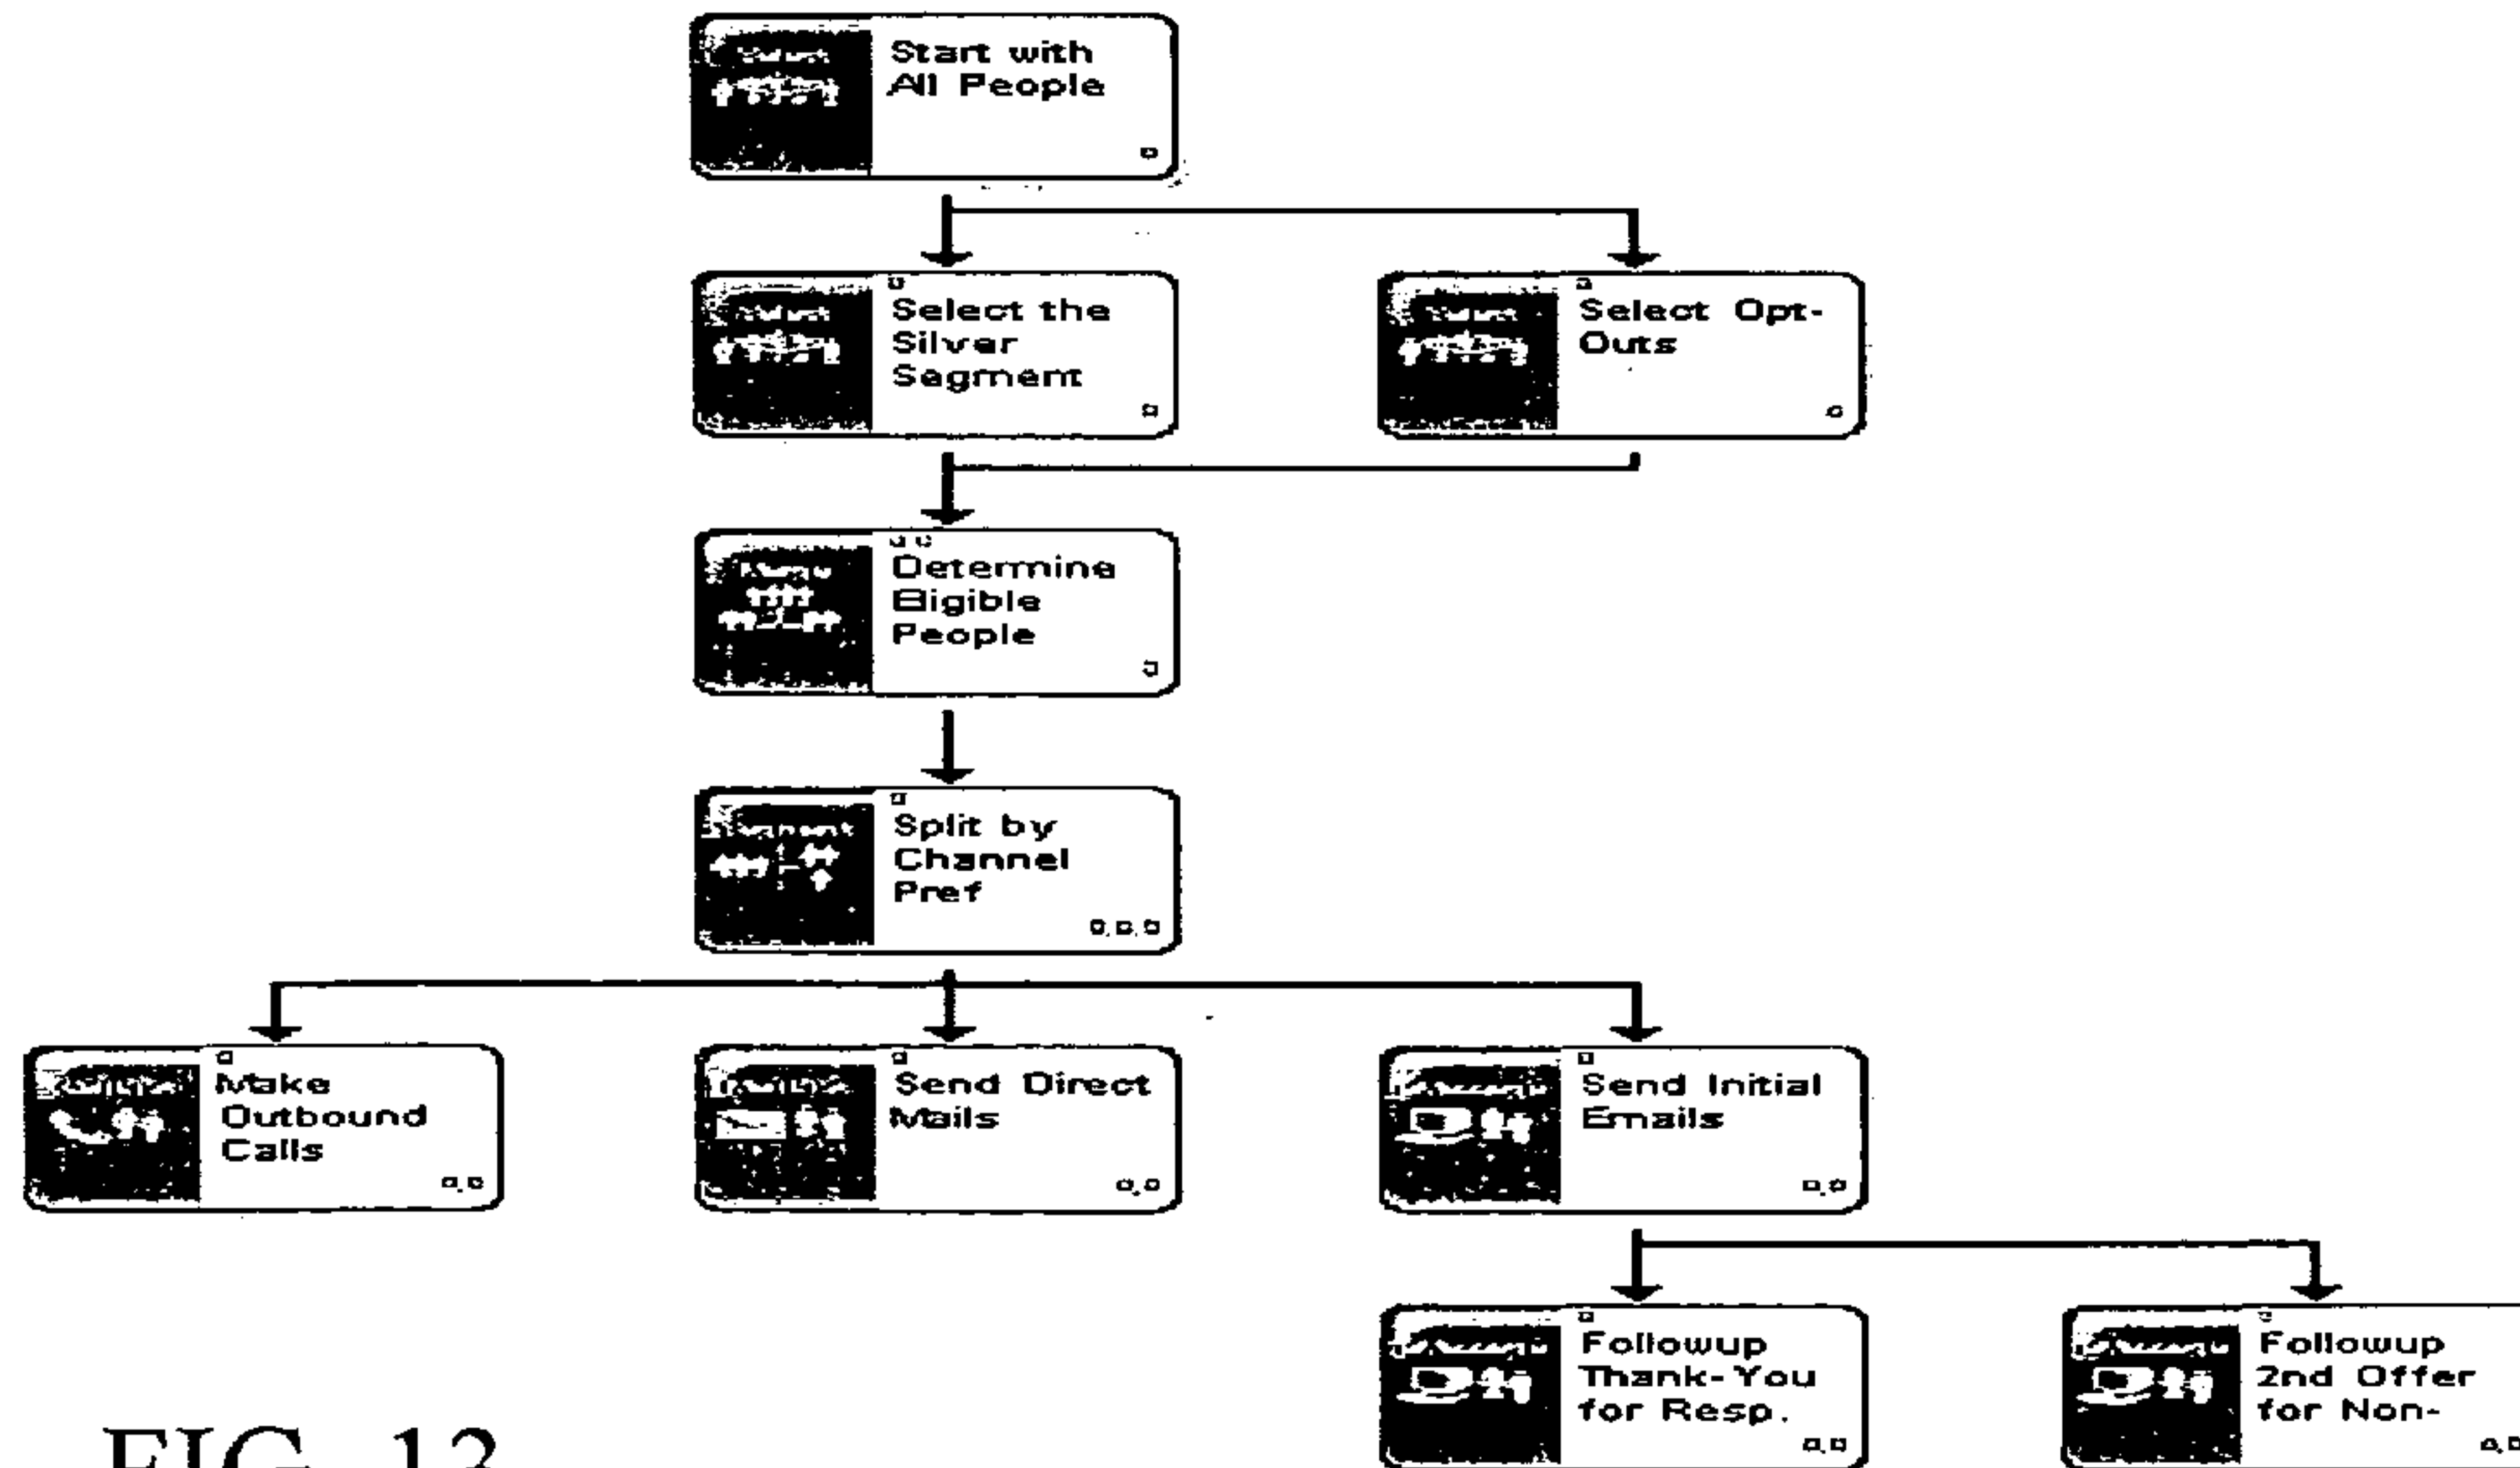 Start with
All People
Select the
Silver
Segment
Select Opt-
Outs
Determine
Eligible
People
Split by
Channel
Pref
Make
Outbound
Calls
Send Direct
Mails
Send Initial
Emails
Followup
Thank-You
for Resp.
Followup
2nd Offer
for Non-
FIG. 13